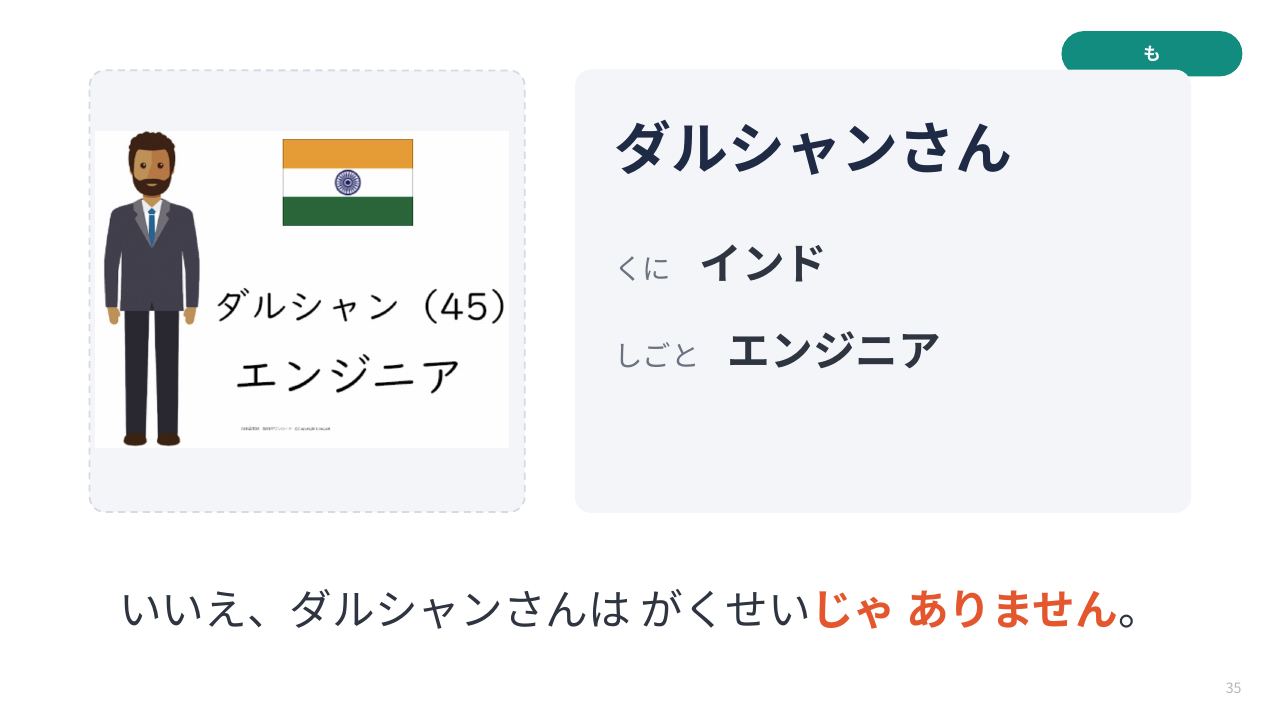 も
ダルシャン（45）
エンジニア
ダルシャンさん
くに インド
しごと エンジニア
いいえ、ダルシャンさんは がくせいじゃ ありません。
35